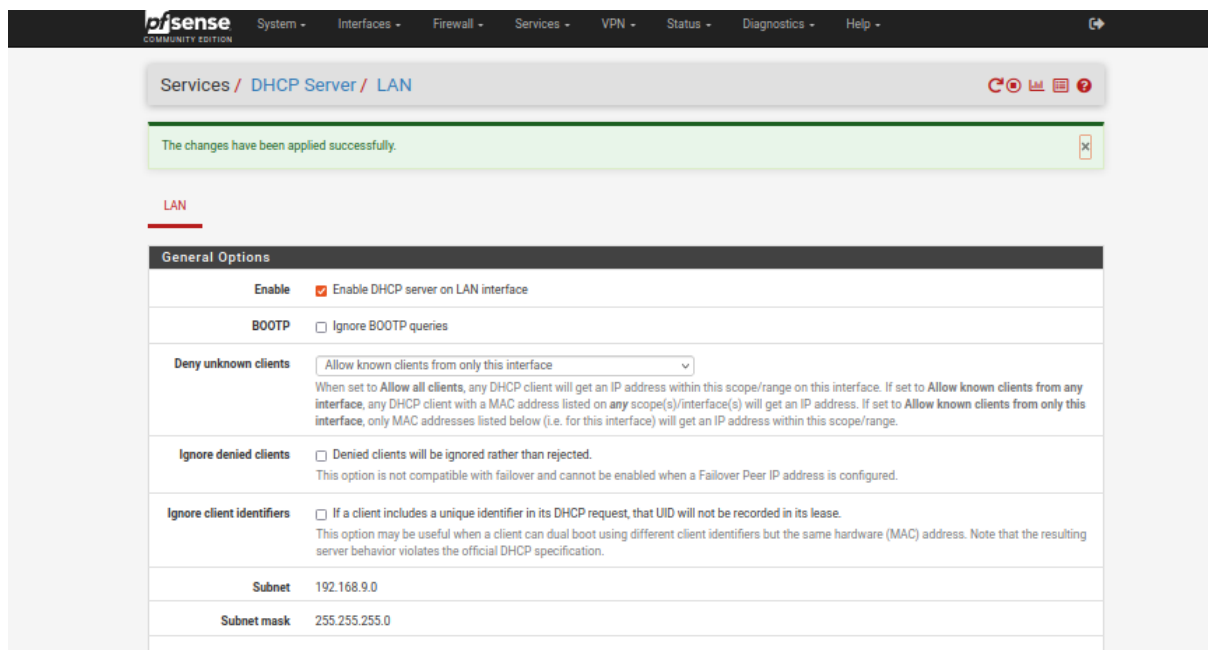 pfsense System Interfaces Firewall Services VPN Status Diagnostics Help
COMMUNITY EDITION
Services / DHCP Server / LAN
The changes have been applied successfully.
LAN
General Options
Enable Enable DHCP server on LAN interface
BOOTP Ignore BOOTP queries
Deny unknown clients Allow known clients from only this interface
When set to Allow all clients, any DHCP client will get an IP address within this scope/range on this interface. If set to Allow known clients from any
interface, any DHCP client with a MAC address listed on any scope(s)/interface(s) will get an IP address. If set to Allow known clients from only this
interface, only MAC addresses listed below (i.e. for this interface) will get an IP address within this scope/range.
Ignore denied clients Denied clients will be ignored rather than rejected.
This option is not compatible with failover and cannot be enabled when a Failover Peer IP address is configured.
Ignore client identifiers If a client includes a unique identifier in its DHCP request, that UID will not be recorded in its lease.
This option may be useful when a client can dual boot using different client identifiers but the same hardware (MAC) address. Note that the resulting
server behavior violates the official DHCP specification.
Subnet 192.168.9.0
Subnet mask 255.255.255.0